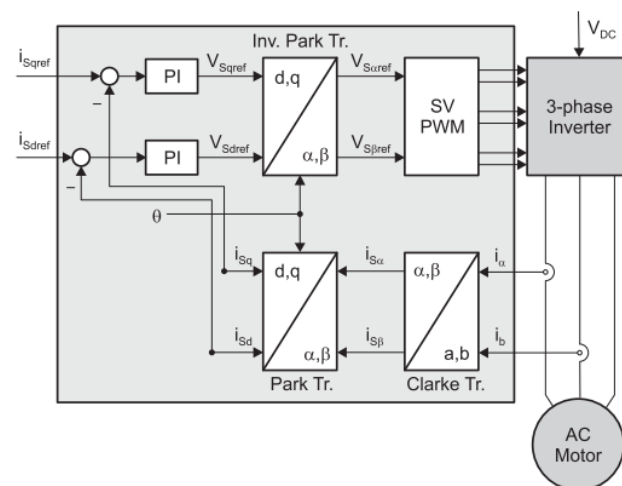 Inv. Park Tr.
V_DC
i_Sqref
PI
V_Sqref
d,q
α,β
V_Sαref
SV
PWM
3-phase
Inverter
i_Sdref
PI
V_Sdref
V_Sβref
−
−
θ
i_Sq
d,q
α,β
i_Sα
α,β
a,b
i_α
i_Sd
i_Sβ
i_b
Park Tr.
Clarke Tr.
AC
Motor